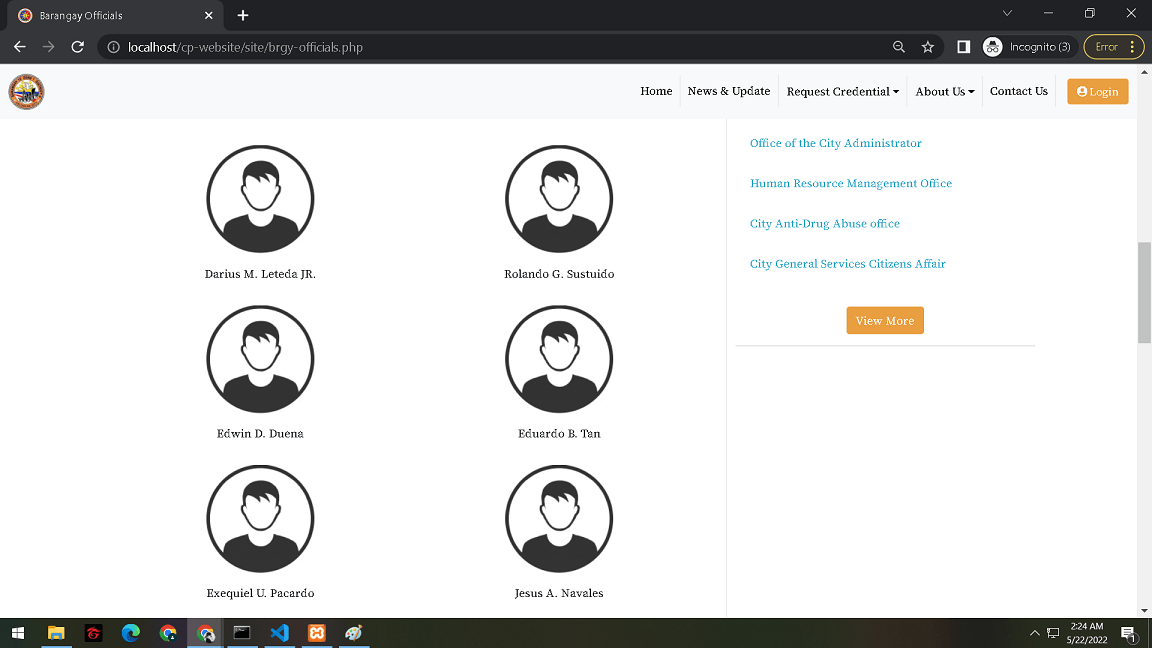 Barangay Officials
localhost/cp-website/site/brgy-officials.php
Incognito (3)
Error
Home
News & Update
Request Credential
About Us
Contact Us
Login
Darius M. Leteda JR.
Rolando G. Sustuido
Edwin D. Duena
Eduardo B. Tan
Exequiel U. Pacardo
Jesus A. Navales
Office of the City Administrator
Human Resource Management Office
City Anti-Drug Abuse office
City General Services Citizens Affair
View More
2:24 AM
5/22/2022
1